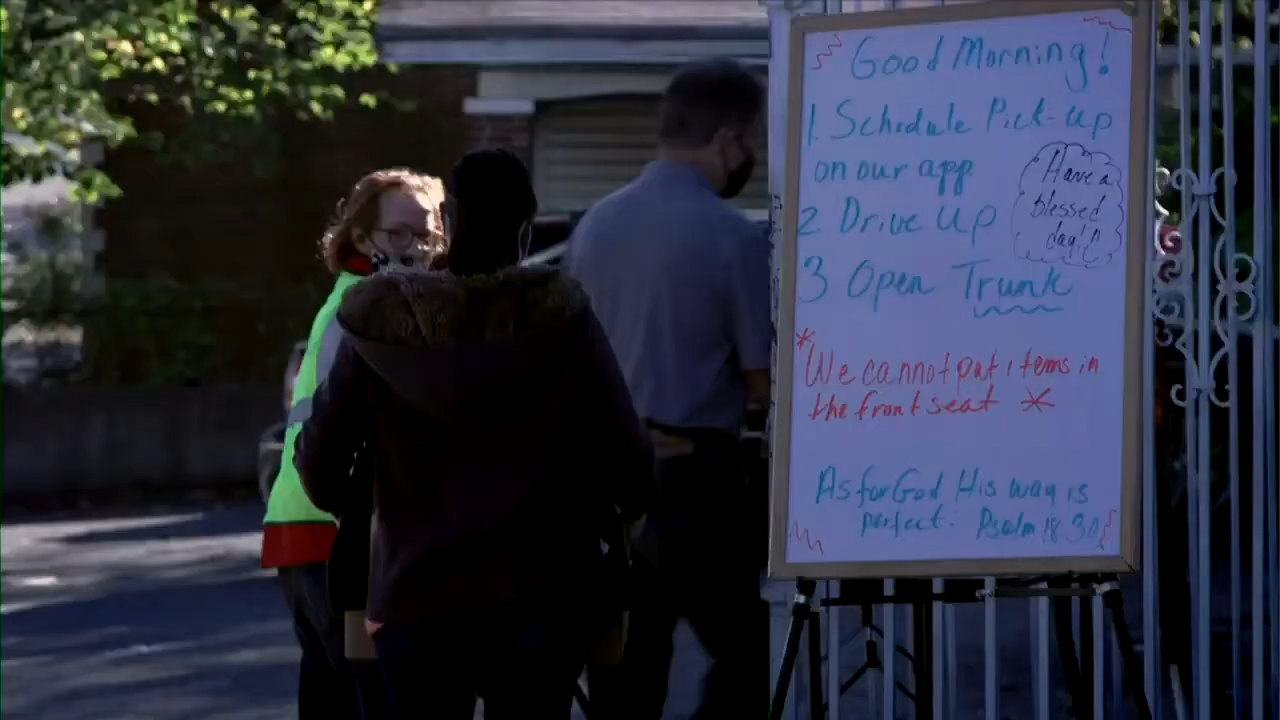 Good Morning!
1. Schedule Pick-up
on our app
Have a
blessed
day!!
2. Drive Up
3 Open Trunk
*We cannot put items in
the front seat *
As for God His way is
perfect. Psalm 18:30